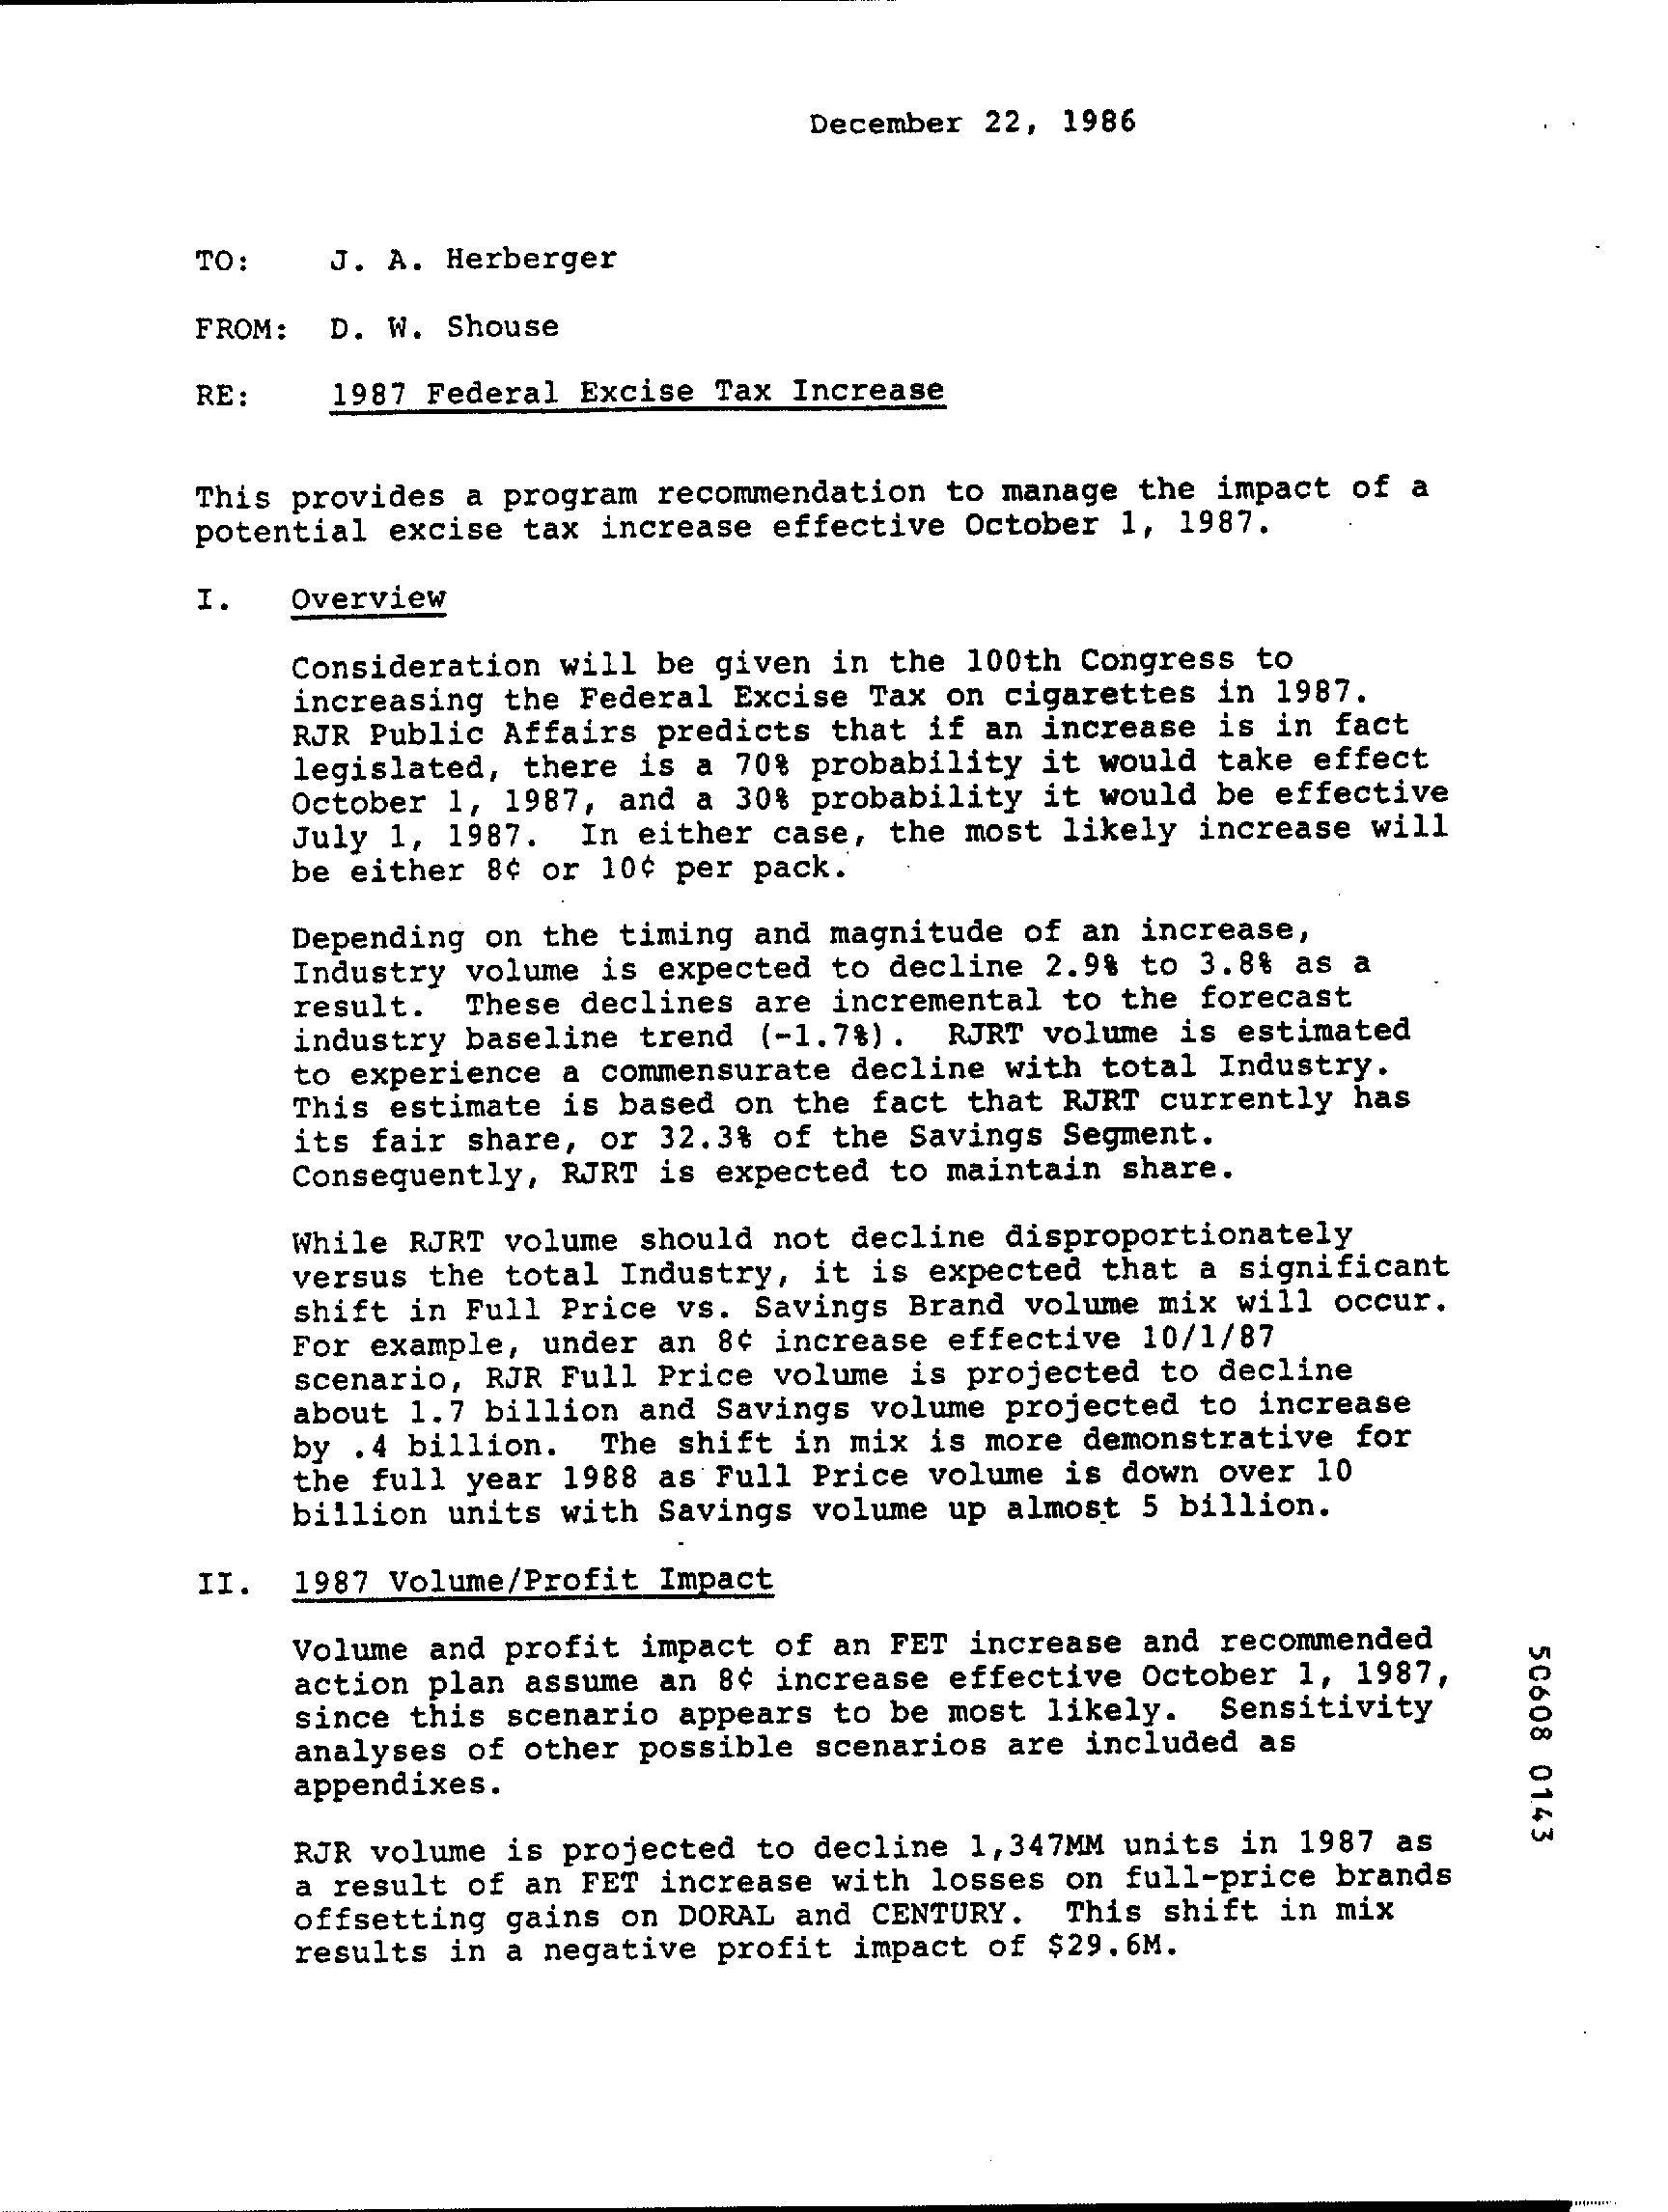 December 22, 1986
TO: J. A. Herberger
FROM: D. W. Shouse
RE: 1987 Federal Excise Tax Increase
This provides a program recommendation to manage the impact of a
potential excise tax increase effective October 1, 1987.
I. Overview
Consideration will be given in the 100th Congress to
increasing the Federal Excise Tax on cigarettes in 1987.
RJR Public Affairs predicts that if an increase is in fact
legislated, there is a 70% probability it would take effect
October 1, 1987, and a 30% probability it would be effective
July 1, 1987. In either case, the most likely increase will
be either 8¢ or 10¢ per pack.
Depending on the timing and magnitude of an increase,
Industry volume is expected to decline 2.9% to 3.8% as a
result. These declines are incremental to the forecast
industry baseline trend (-1.7%). RJRT volume is estimated
to experience a commensurate decline with total Industry.
This estimate is based on the fact that RJRT currently has
its fair share, or 32.3% of the Savings Segment.
Consequently, RJRT is expected to maintain share.
While RJRT volume should not decline disproportionately
versus the total Industry, it is expected that a significant
shift in Full Price vs. Savings Brand volume mix will occur.
For example, under an 8¢ increase effective 10/1/87
scenario, RJR Full Price volume is projected to decline
about 1.7 billion and Savings volume projected to increase
by .4 billion. The shift in mix is more demonstrative for
the full year 1988 as Full Price volume is down over 10
billion units with Savings volume up almost 5 billion.
II. 1987 Volume/Profit Impact
Volume and profit impact of an FET increase and recommended
action plan assume an 8¢ increase effective October 1, 1987,
since this scenario appears to be most likely. Sensitivity
analyses of other possible scenarios are included as
appendixes.
RJR volume is projected to decline 1,347MM units in 1987 as
a result of an FET increase with losses on full-price brands
offsetting gains on DORAL and CENTURY. This shift in mix
results in a negative profit impact of $29.6M.
50608 0143